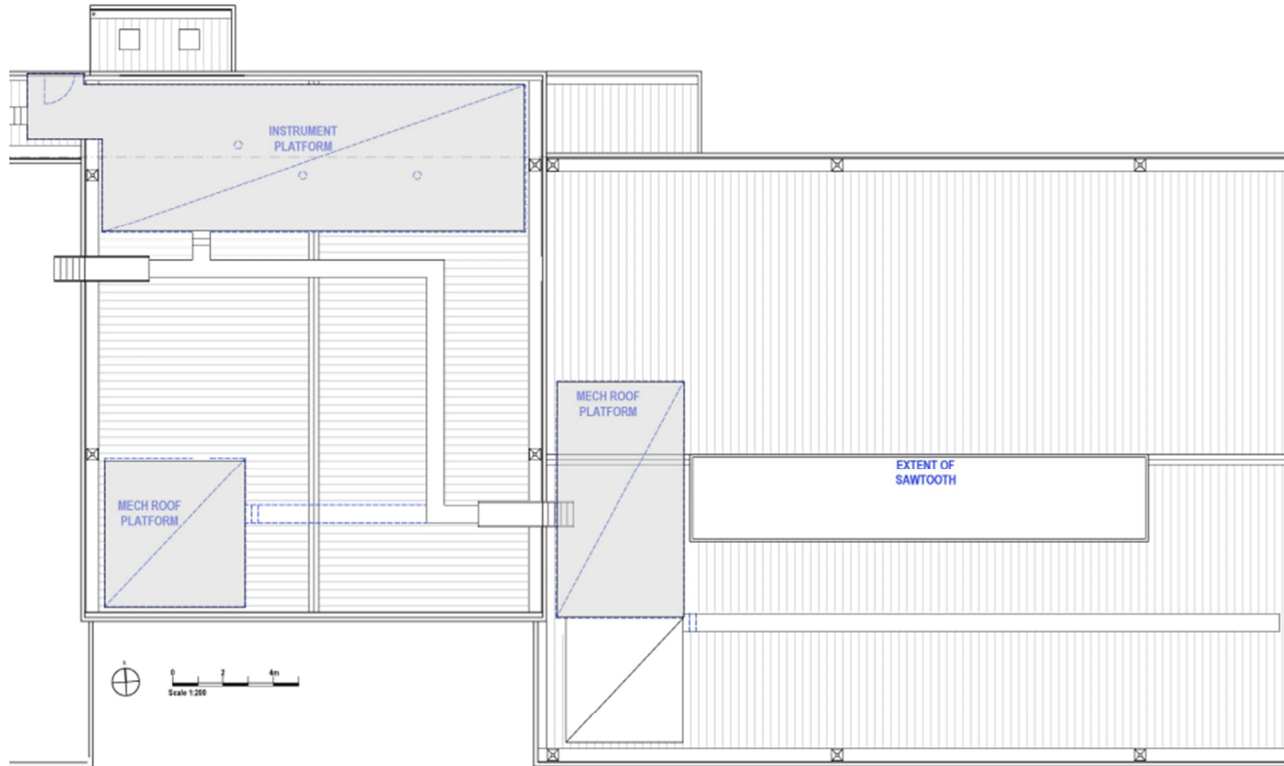 INSTRUMENT
PLATFORM
MECH ROOF
PLATFORM
EXTENT OF
SAWTOOTH
MECH ROOF
PLATFORM
0 2 4m
Scale 1:200